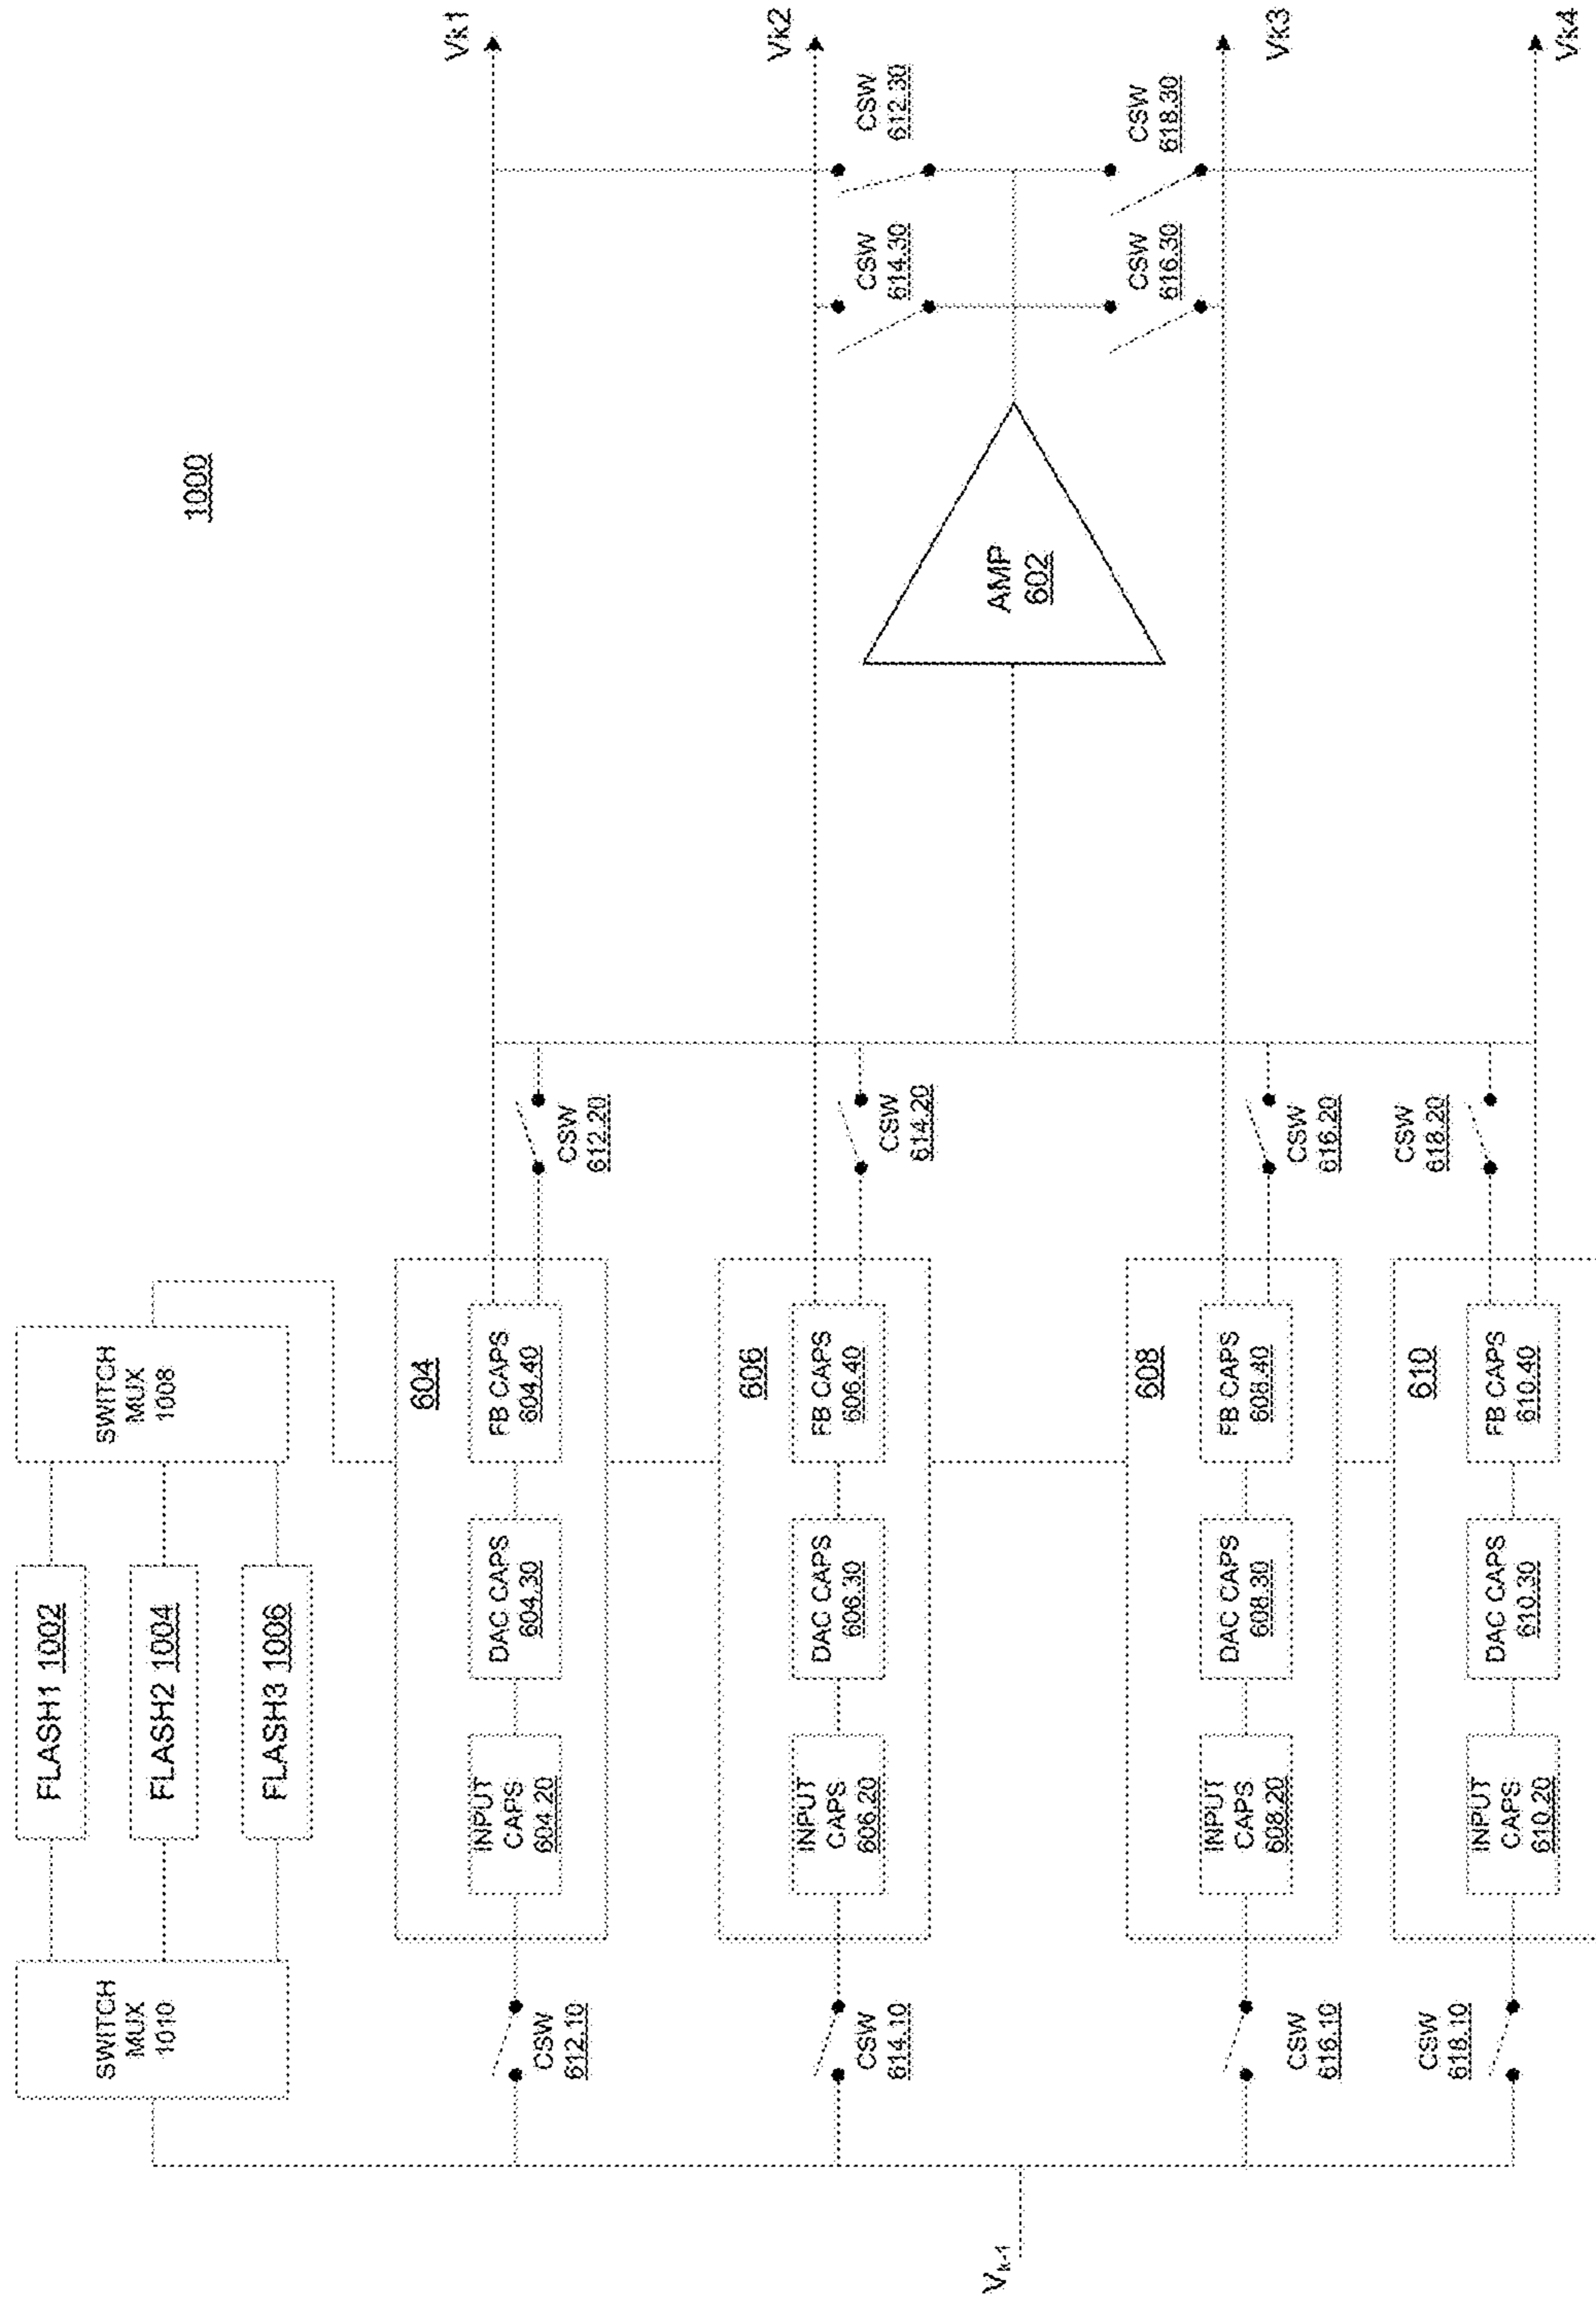 1000
SWITCH
MUX
1010
FLASH1 1002
FLASH2 1004
FLASH3 1006
SWITCH
MUX
1008
604
CSW
612.10
INPUT
CAPS
604.20
DAC CAPS
604.30
FB CAPS
604.40
CSW
612.20
Vk1
606
CSW
614.10
INPUT
CAPS
606.20
DAC CAPS
606.30
FB CAPS
606.40
CSW
614.20
Vk2
CSW
614.30
CSW
612.30
Vk-1
AMP
602
CSW
616.30
CSW
618.30
608
CSW
616.10
INPUT
CAPS
608.20
DAC CAPS
608.30
FB CAPS
608.40
CSW
616.20
Vk3
CSW
618.10
610
INPUT
CAPS
610.20
DAC CAPS
610.30
FB CAPS
610.40
CSW
618.20
Vk4